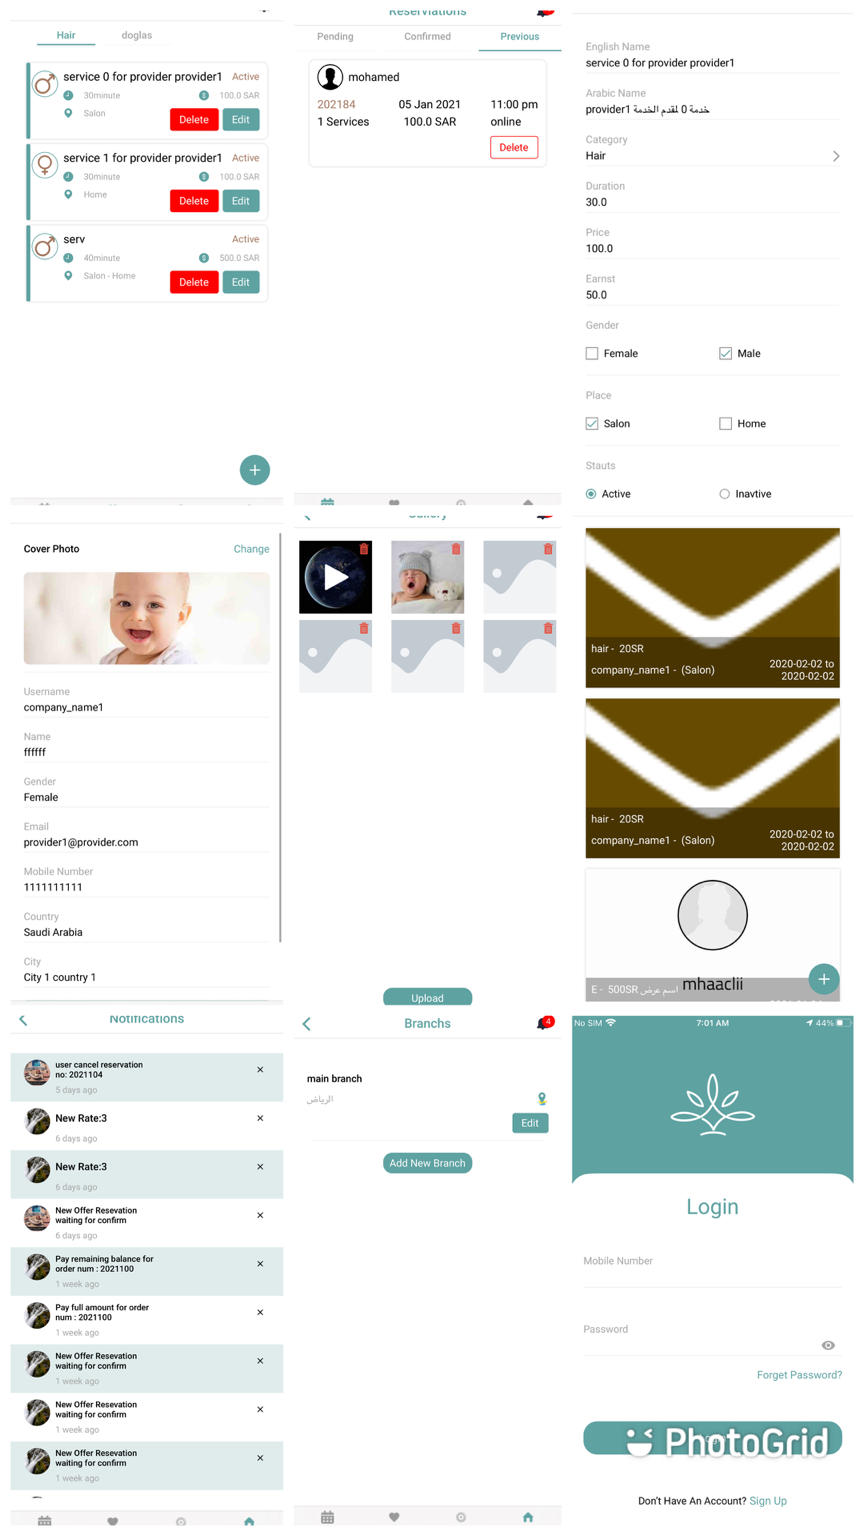 Hair
doglas
service 0 for provider provider1
Active
30minute
100.0 SAR
Salon
Delete
Edit
service 1 for provider provider1
Active
30minute
100.0 SAR
Home
Delete
Edit
serv
Active
40minute
500.0 SAR
Salon - Home
Delete
Edit
Reserviations
Pending
Confirmed
Previous
mohamed
202184
05 Jan 2021
11:00 pm
1 Services
100.0 SAR
online
Delete
English Name
service 0 for provider provider1
Arabic Name
خدمة 0 لمقدم الخدمة provider1
Category
Hair
Duration
30.0
Price
100.0
Earnst
50.0
Gender
Female
Male
Place
Salon
Home
Stauts
Active
Inavtive
Cover Photo
Change
Username
company_name1
Name
ffffff
Gender
Female
Email
provider1@provider.com
Mobile Number
1111111111
Country
Saudi Arabia
City
City 1 country 1
Gallery
Upload
hair - 20SR
company_name1 - (Salon)
2020-02-02 to
2020-02-02
hair - 20SR
company_name1 - (Salon)
2020-02-02 to
2020-02-02
mhaaclii
E - 500SR اسم عرض
Notifications
user cancel reservation
no: 2021104
5 days ago
New Rate:3
6 days ago
New Rate:3
6 days ago
New Offer Resevation
waiting for confirm
6 days ago
Pay remaining balance for
order num : 2021100
1 week ago
Pay full amount for order
num : 2021100
1 week ago
New Offer Resevation
waiting for confirm
1 week ago
New Offer Resevation
waiting for confirm
1 week ago
New Offer Resevation
waiting for confirm
1 week ago
Branchs
4
main branch
الرياض
Edit
Add New Branch
No SIM
7:01 AM
44%
Login
Mobile Number
Password
Forget Password?
PhotoGrid
Don't Have An Account? Sign Up